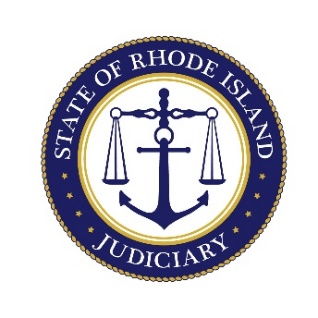 STATE OF RHODE ISLAND
JUDICIARY